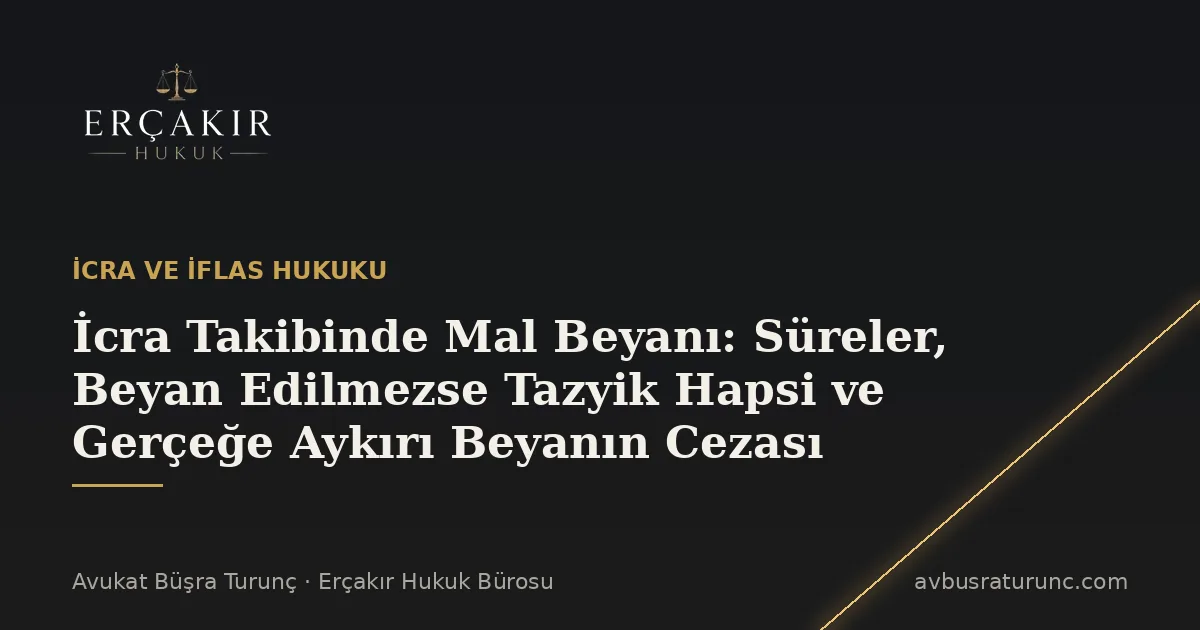 ERÇAKIR
HUKUK
İCRA VE İFLAS HUKUKU
İcra Takibinde Mal Beyanı: Süreler,
Beyan Edilmezse Tazyik Hapsi ve
Gerçeğe Aykırı Beyanın Cezası
Avukat Büşra Turunç · Erçakır Hukuk Bürosu
avbusraturunc.com